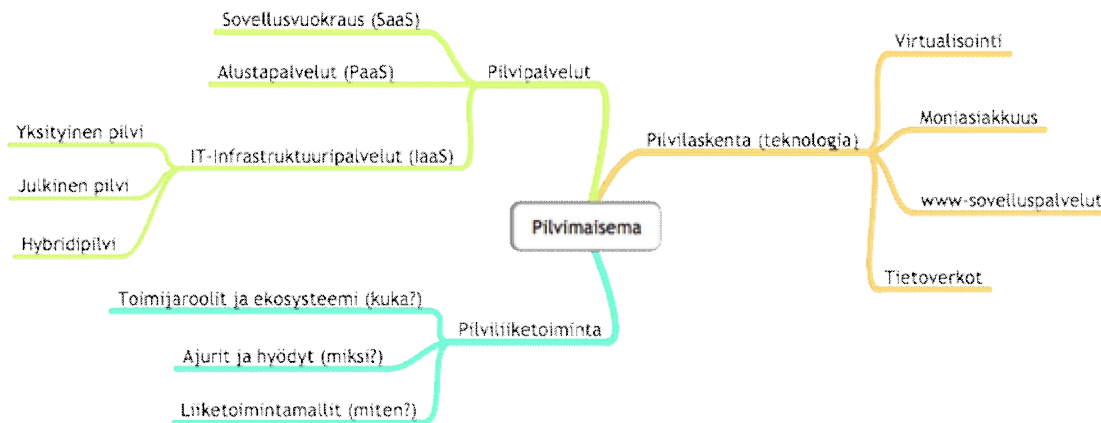 Sovellusvuokraus (SaaS)
Alustapalvelut (PaaS)
Pilvipalvelut
Yksityinen pilvi
IT-Infrastruktuuripalvelut (IaaS)
Julkinen pilvi
Hybridipilvi
Virtualisointi
Moniasiakkuus
Pilvilaskenta (teknologia)
www-sovelluspalvelut
Tietoverkot
Pilvimaisema
Toimijaroolit ja ekosysteemi (kuka?)
Pilviliiketoiminta
Ajurit ja hyödyt (miksi?)
Liiketoimintamallit (miten?)